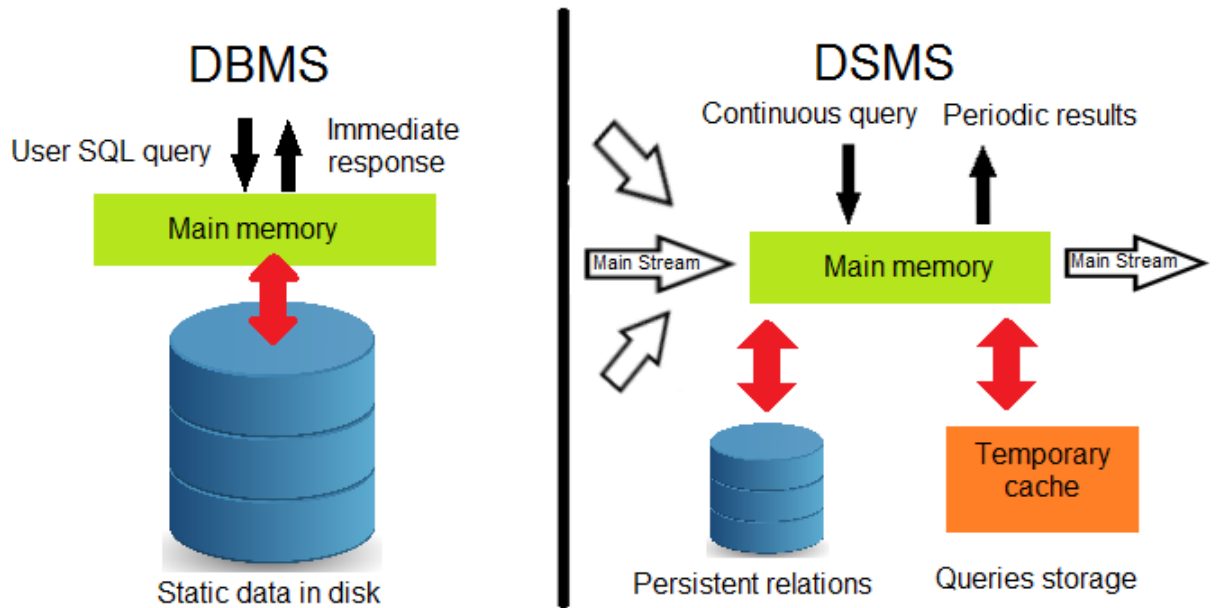 DBMS
User SQL query
Immediate
response
Main memory
Static data in disk
DSMS
Continuous query
Periodic results
Main Stream
Main memory
Main Stream
Temporary
cache
Persistent relations
Queries storage